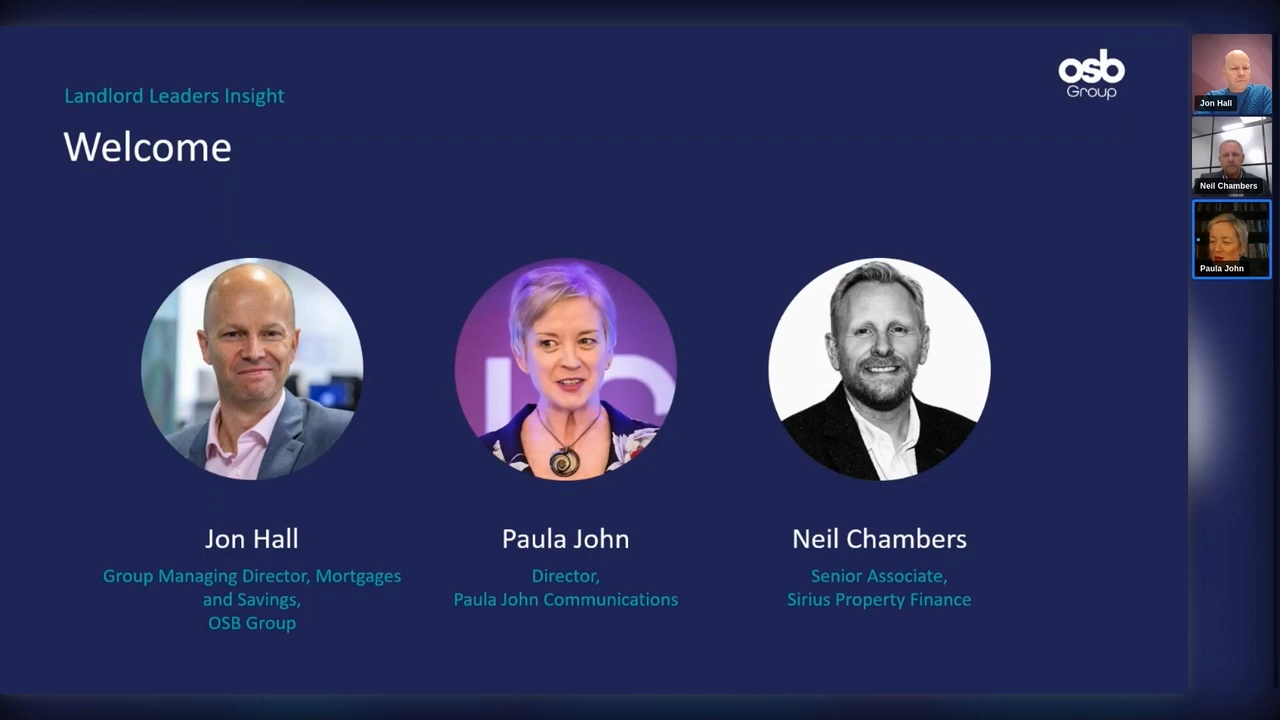 Landlord Leaders Insight
Welcome
osb
Group
Jon Hall
Group Managing Director, Mortgages
and Savings,
OSB Group
Paula John
Director,
Paula John Communications
Neil Chambers
Senior Associate,
Sirius Property Finance
Jon Hall
Neil Chambers
Paula John